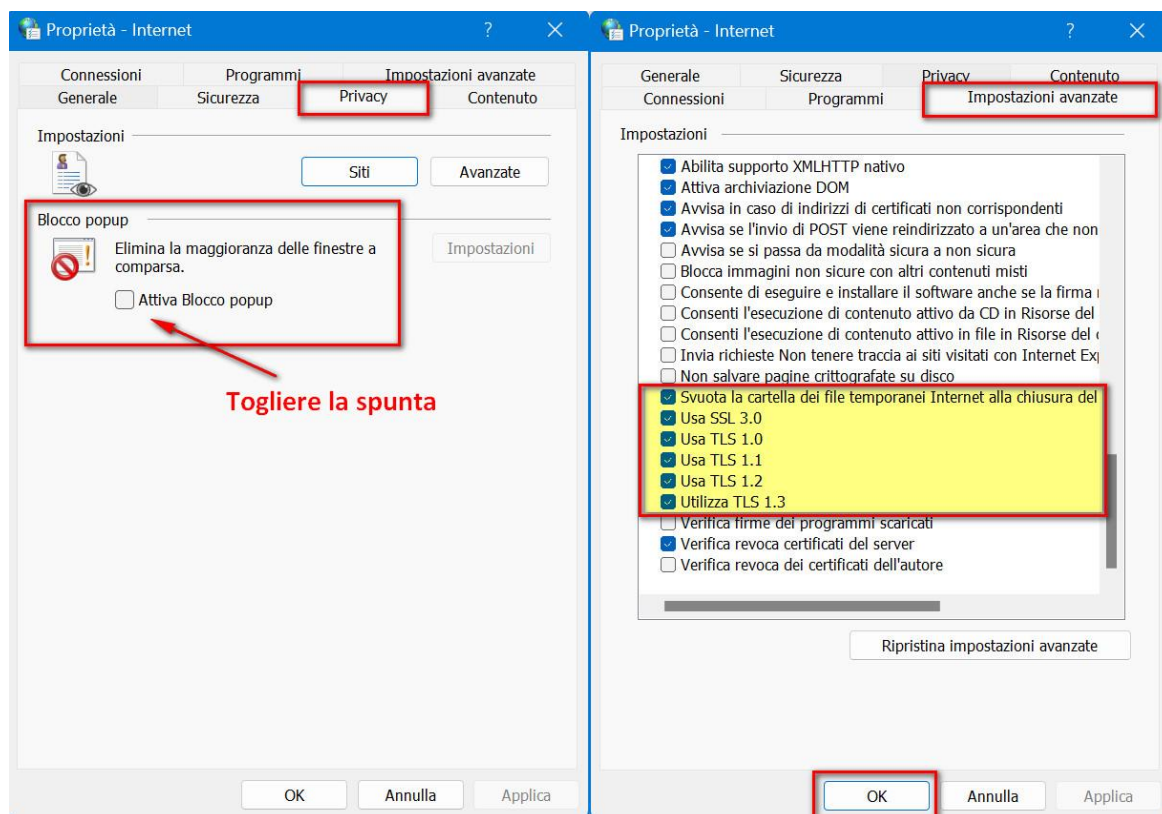 Proprietà - Internet
?
Connessioni
Programmi
Impostazioni avanzate
Generale
Sicurezza
Privacy
Contenuto
Impostazioni
Siti
Avanzate
Blocco popup
Elimina la maggioranza delle finestre a
comparsa.
Impostazioni
Attiva Blocco popup
Togliere la spunta
OK
Annulla
Applica
Proprietà - Internet
?
Generale
Sicurezza
Privacy
Contenuto
Connessioni
Programmi
Impostazioni avanzate
Impostazioni
Abilita supporto XMLHTTP nativo
Attiva archiviazione DOM
Avvisa in caso di indirizzi di certificati non corrispondenti
Avvisa se l'invio di POST viene reindirizzato a un'area che non
Avvisa se si passa da modalità sicura a non sicura
Blocca immagini non sicure con altri contenuti misti
Consente di eseguire e installare il software anche se la firma
Consenti l'esecuzione di contenuto attivo da CD in Risorse del
Consenti l'esecuzione di contenuto attivo in file in Risorse del
Invia richieste Non tenere traccia ai siti visitati con Internet
Non salvare pagine crittografate su disco
Svuota la cartella dei file temporanei Internet alla chiusura del
Usa SSL 3.0
Usa TLS 1.0
Usa TLS 1.1
Usa TLS 1.2
Utilizza TLS 1.3
Verifica firme dei programmi scaricati
Verifica revoca certificati del server
Verifica revoca dei certificati dell'autore
Ripristina impostazioni avanzate
OK
Annulla
Applica